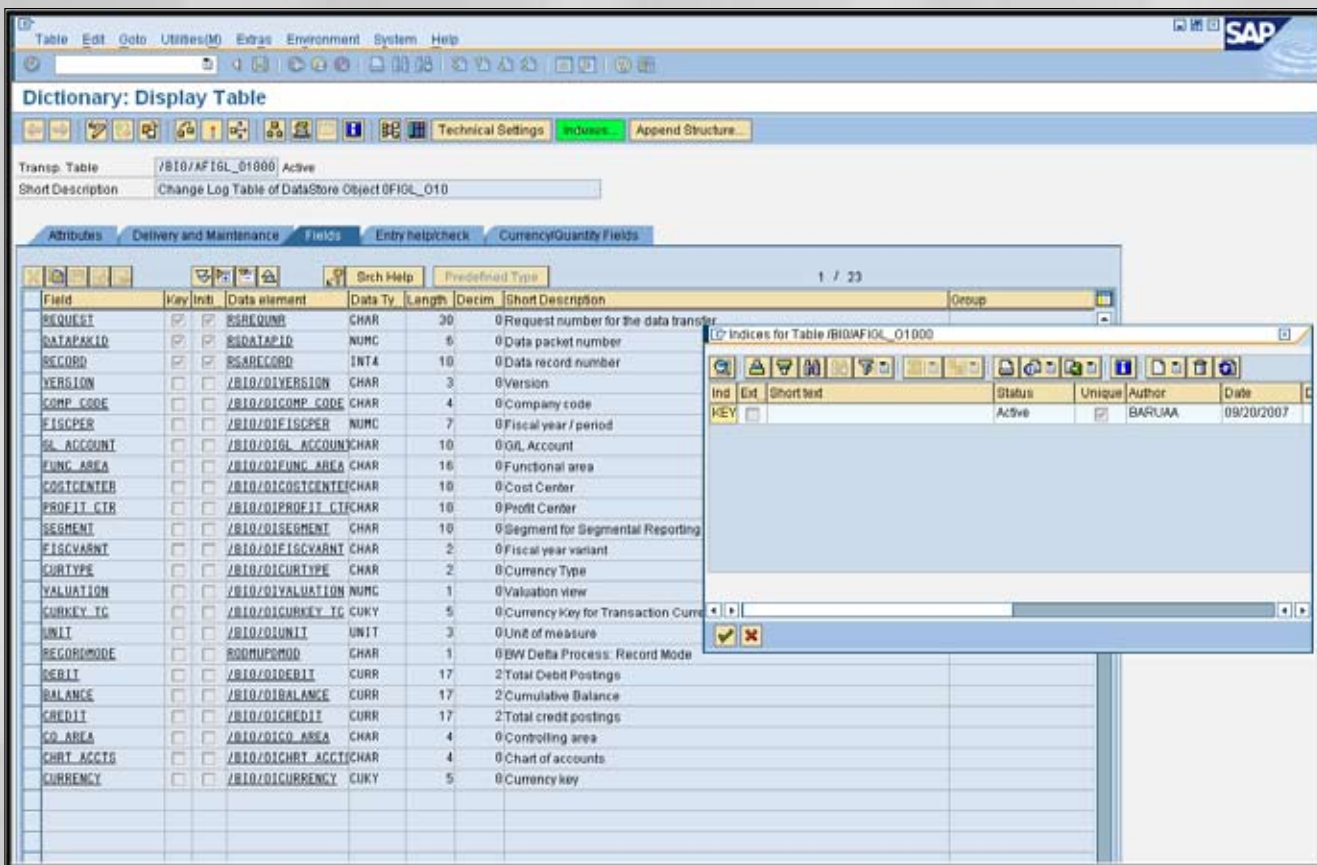 Table Edit Goto Utilities(M) Extras Environment System Help
SAP
Dictionary: Display Table
Technical Settings Indexes... Append Structure...
Transp. Table /BI0/AFIGL_O1000 Active
Short Description Change Log Table of DataStore Object 0FIGL_O10
Attributes Delivery and Maintenance Fields Entry help/check Currency/Quantity Fields
Srch Help Predefined Type 1 / 23
Field Key Initi Data element Data Ty Length Decim Short Description Group
REQUEST RSREQUNR CHAR 30 0 Request number for the data transfer
DATAPAKID RSDATAPID NUMC 6 0 Data packet number
RECORD RSARECORD INT4 10 0 Data record number
VERSION /BI0/OIVERSION CHAR 3 0 Version
COMP_CODE /BI0/OICOMP_CODE CHAR 4 0 Company code
FISCPER /BI0/OIFISCPER NUMC 7 0 Fiscal year / period
GL_ACCOUNT /BI0/OIGL_ACCOUN CHAR 10 0 G/L Account
FUNC_AREA /BI0/OIFUNC_AREA CHAR 16 0 Functional area
COSTCENTER /BI0/OICOSTCENTE CHAR 10 0 Cost Center
PROFIT_CTR /BI0/OIPROFIT_CT CHAR 10 0 Profit Center
SEGMENT /BI0/OISEGMENT CHAR 10 0 Segment for Segmental Reporting
FISCVARNT /BI0/OIFISCVARNT CHAR 2 0 Fiscal year variant
CURTYPE /BI0/OICURTYPE CHAR 2 0 Currency Type
VALUATION /BI0/OIVALUATION NUMC 1 0 Valuation view
CURKEY_TC /BI0/OICURKEY_TC CUKY 5 0 Currency Key for Transaction Curre
UNIT /BI0/OIUNIT UNIT 3 0 Unit of measure
RECORDMODE RODMUPDMOD CHAR 1 0 BW Delta Process: Record Mode
DEBIT /BI0/OIDEBIT CURR 17 2 Total Debit Postings
BALANCE /BI0/OIBALANCE CURR 17 2 Cumulative Balance
CREDIT /BI0/OICREDIT CURR 17 2 Total credit postings
CO_AREA /BI0/OICO_AREA CHAR 4 0 Controlling area
CHRT_ACCTS /BI0/OICHRT_ACCT CHAR 4 0 Chart of accounts
CURRENCY /BI0/OICURRENCY CUKY 5 0 Currency key
Indices for Table /BI0/AFIGL_O1000
Ind Ext Short text Status Unique Author Date D
KEY Active BARUAA 09/20/2007